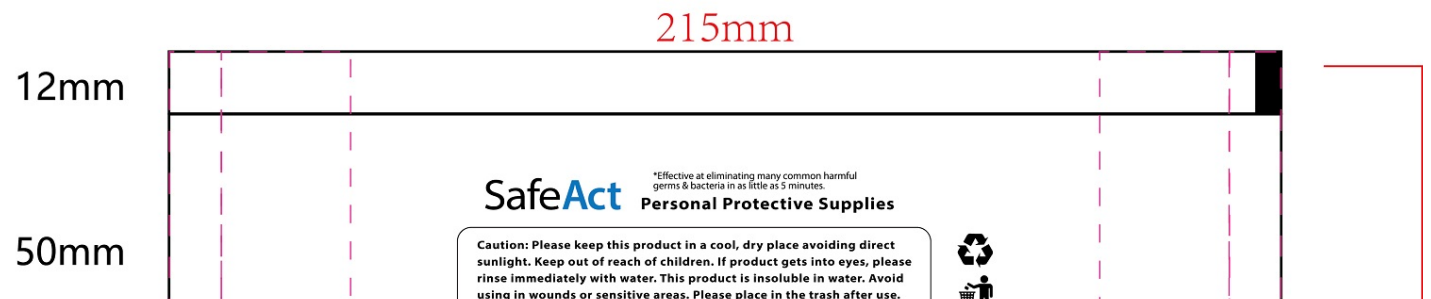 215mm
12mm
*Effective at eliminating many common harmful
germs & bacteria in as little as 5 minutes.
SafeAct
Personal Protective Supplies
50mm
Caution: Please keep this product in a cool, dry place avoiding direct
sunlight. Keep out of reach of children. If product gets into eyes, please
rinse immediately with water. This product is insoluble in water. Avoid
using in wounds or sensitive areas. Please place in the trash after use.